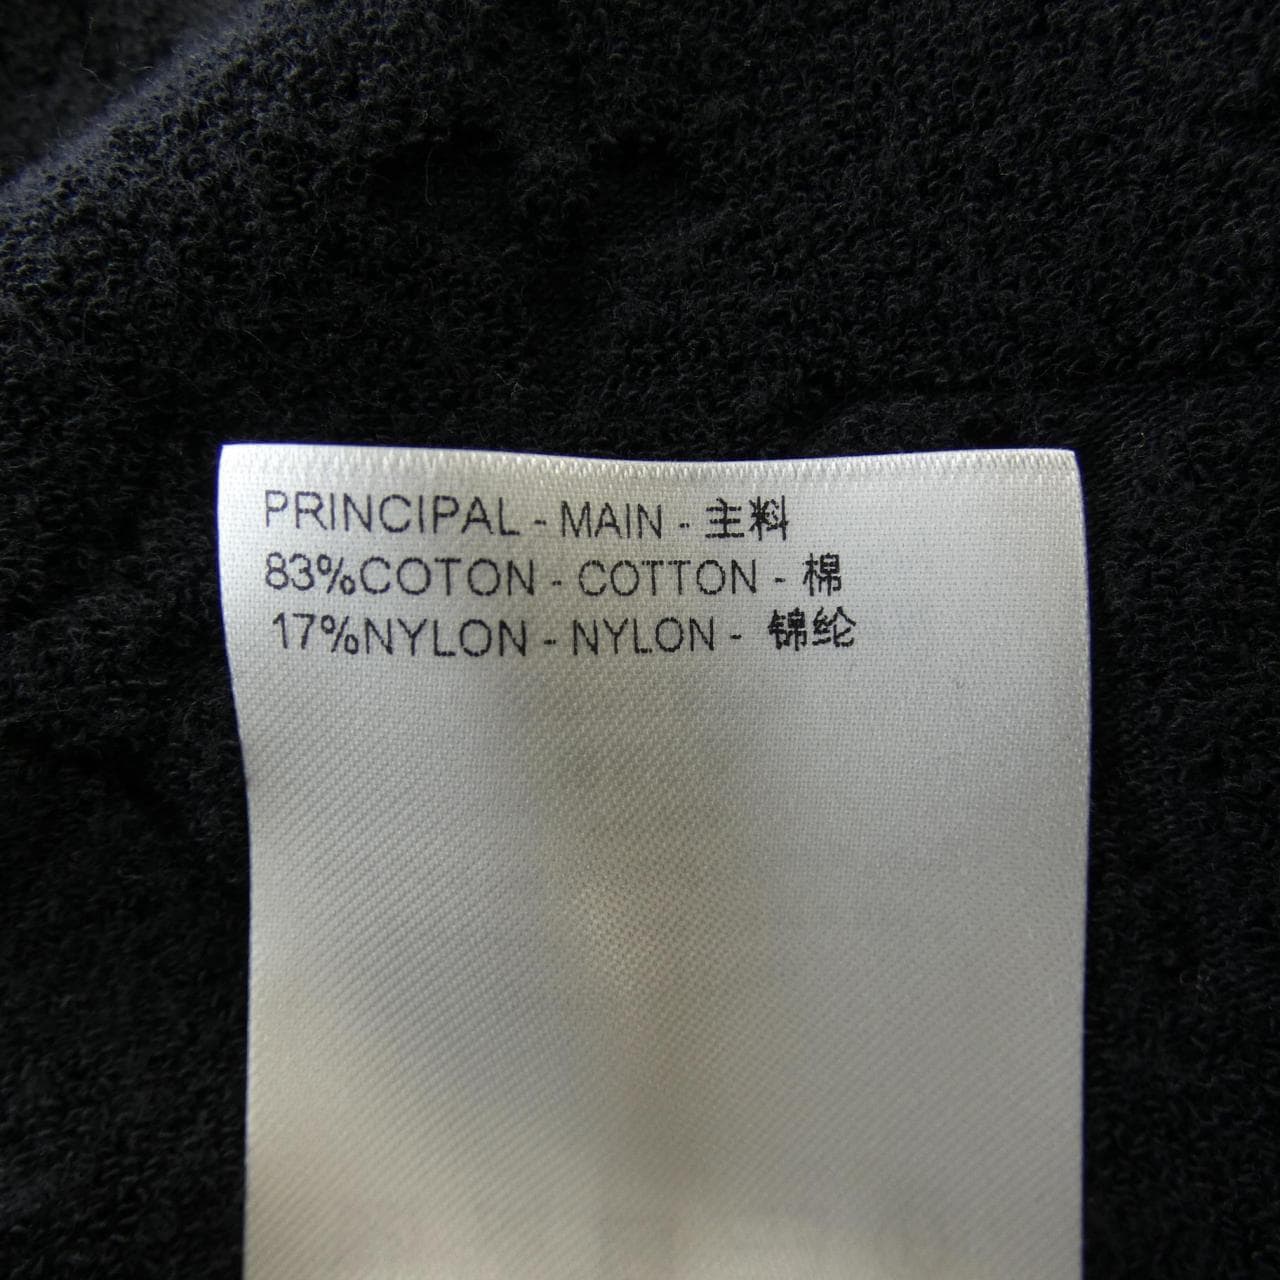 PRINCIPAL - MAIN - 主料
83%COTON - COTTON - 棉
17%NYLON - NYLON - 锦纶